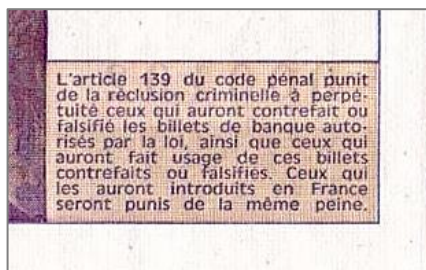 L'article 139 du code pénal punit
de la réclusion criminelle à perpé-
tuité ceux qui auront contrefait ou
falsifié les billets de banque auto-
risés par la loi, ainsi que ceux qui
auront fait usage de ces billets
contrefaits ou falsifiés. Ceux qui
les auront introduits en France
seront punis de la même peine.